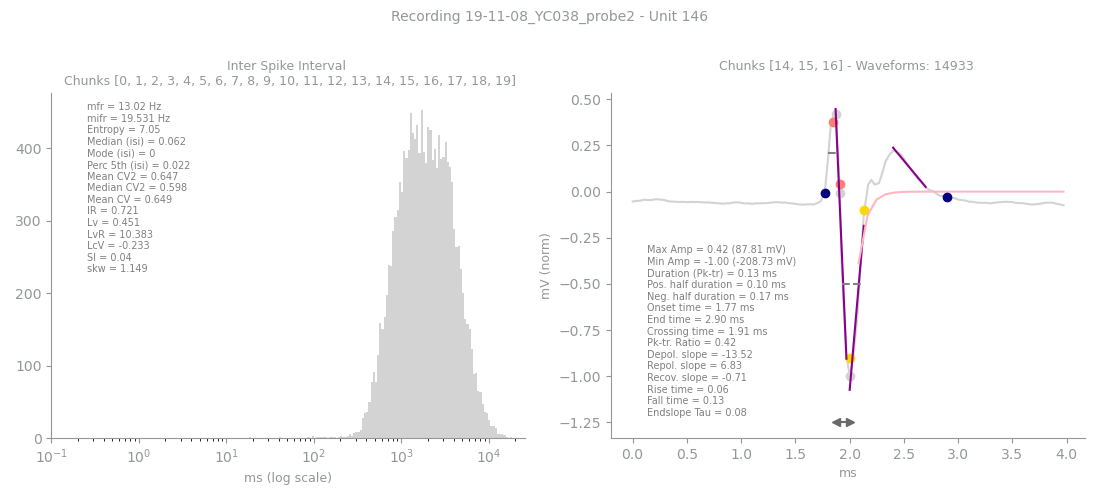 Recording 19-11-08_YC038_probe2 - Unit 146
Inter Spike Interval
Chunks [0, 1, 2, 3, 4, 5, 6, 7, 8, 9, 10, 11, 12, 13, 14, 15, 16, 17, 18, 19]
mfr = 13.02 Hz
mifr = 19.531 Hz
Entropy = 7.05
Median (isi) = 0.062
Mode (isi) = 0
Perc 5th (isi) = 0.022
Mean CV2 = 0.647
Median CV2 = 0.598
Mean CV = 0.649
IR = 0.721
Lv = 0.451
LvR = 10.383
LcV = -0.233
SI = 0.04
skw = 1.149
400
300
200
100
0
10⁻¹ 10⁰ 10¹ 10² 10³ 10⁴
ms (log scale)
Chunks [14, 15, 16] - Waveforms: 14933
mV (norm)
0.50
0.25
0.00
−0.25
−0.50
−0.75
−1.00
−1.25
Max Amp = 0.42 (87.81 mV)
Min Amp = -1.00 (-208.73 mV)
Duration (Pk-tr) = 0.13 ms
Pos. half duration = 0.10 ms
Neg. half duration = 0.17 ms
Onset time = 1.77 ms
End time = 2.90 ms
Crossing time = 1.91 ms
Pk-tr. Ratio = 0.42
Depol. slope = -13.52
Repol. slope = 6.83
Recov. slope = -0.71
Rise time = 0.06
Fall time = 0.13
Endslope Tau = 0.08
0.0 0.5 1.0 1.5 2.0 2.5 3.0 3.5 4.0
ms